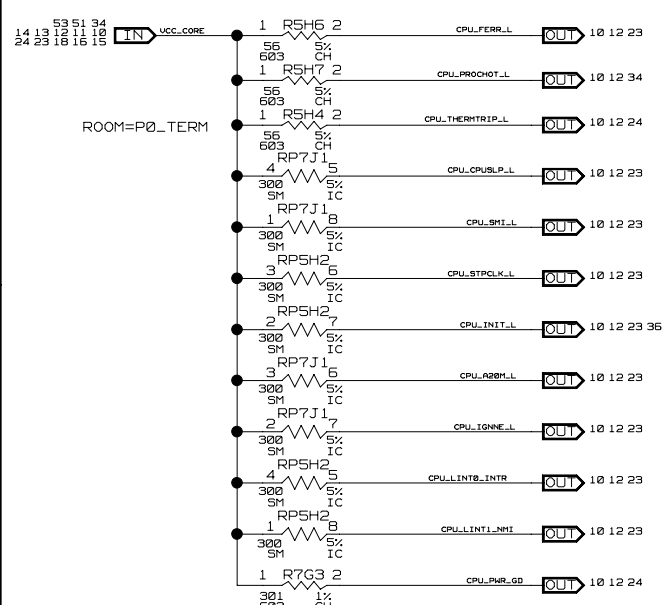 53 51 34
14 13 12 11 10
24 23 18 16 15
IN
VCC_CORE
ROOM=P0_TERM
1 R5H6 2
56 5%
603 CH
CPU_FERR_L
OUT 10 12 23
1 R5H7 2
56 5%
603 CH
CPU_PROCHOT_L
OUT 10 12 34
1 R5H4 2
56 5%
603 CH
CPU_THERMTRIP_L
OUT 10 12 24
RP7J1
4 5
300 5%
SM IC
CPU_CPUSLP_L
OUT 10 12 23
RP7J1
1 8
300 5%
SM IC
CPU_SMI_L
OUT 10 12 23
RP5H2
3 6
300 5%
SM IC
CPU_STPCLK_L
OUT 10 12 23
RP5H2
2 7
300 5%
SM IC
CPU_INIT_L
OUT 10 12 23 36
RP7J1
3 6
300 5%
SM IC
CPU_A20M_L
OUT 10 12 23
RP7J1
2 7
300 5%
SM IC
CPU_IGNNE_L
OUT 10 12 23
RP5H2
4 5
300 5%
SM IC
CPU_LINT0_INTR
OUT 10 12 23
RP5H2
1 8
300 5%
SM IC
CPU_LINT1_NMI
OUT 10 12 23
1 R7G3 2
301 1%
603 CH
CPU_PWR_GD
OUT 10 12 24